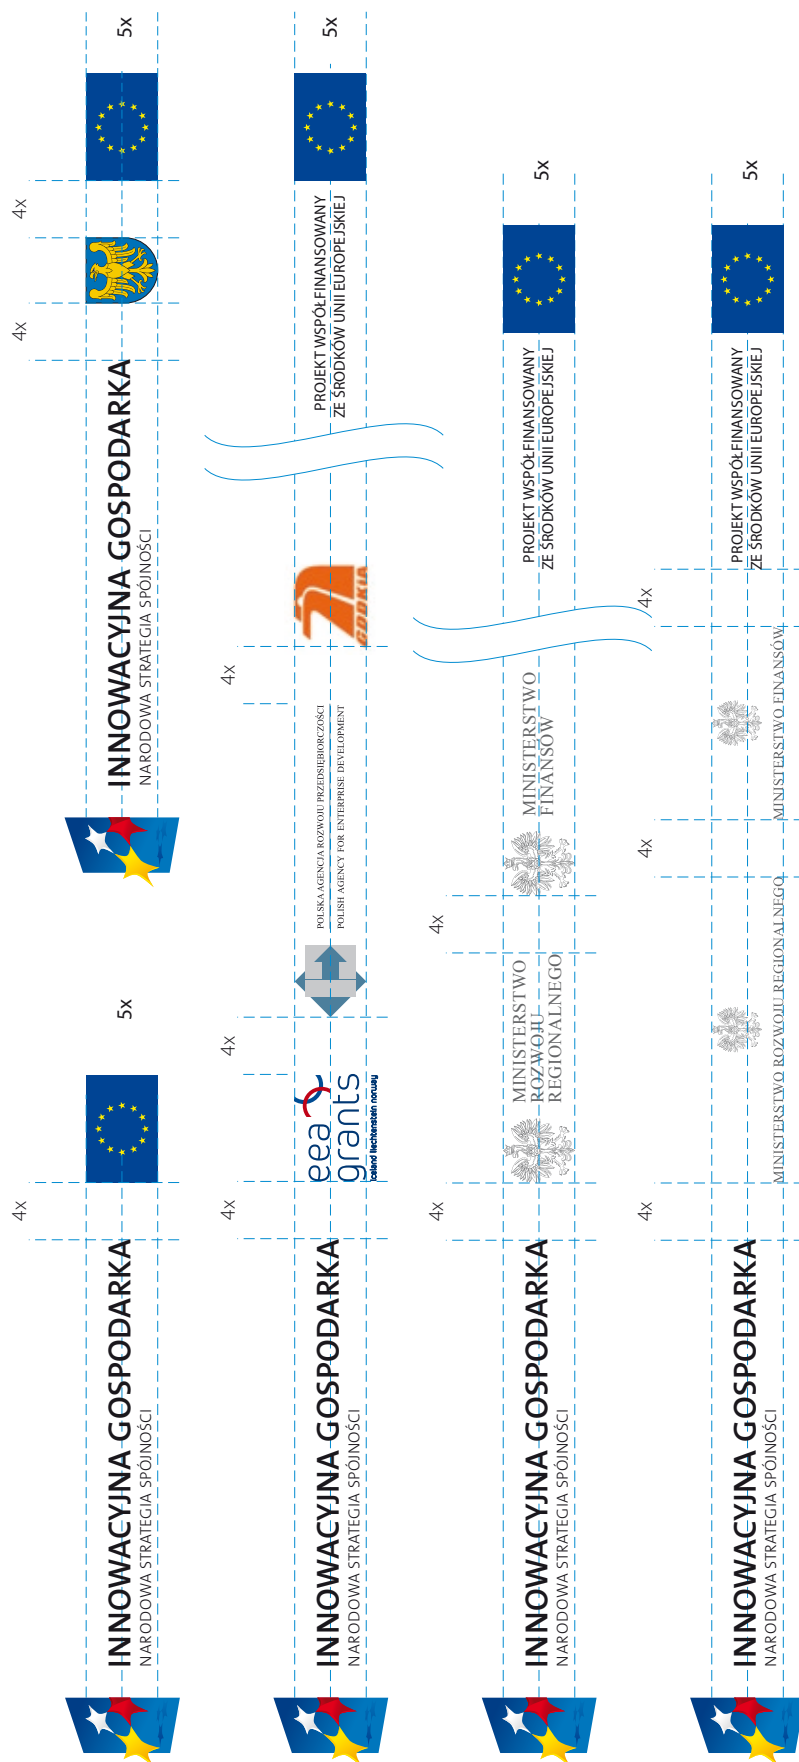 INNOWACYJNA GOSPODARKA
NARODOWA STRATEGIA SPÓJNOŚCI
4x
5x
INNOWACYJNA GOSPODARKA
NARODOWA STRATEGIA SPÓJNOŚCI
4x
4x
5x
INNOWACYJNA GOSPODARKA
NARODOWA STRATEGIA SPÓJNOŚCI
4x
eea
grants
iceland liechtenstein norway
4x
POLSKA AGENCJA ROZWOJU PRZEDSIĘBIORCZOŚCI
POLISH AGENCY FOR ENTERPRISE DEVELOPMENT
4x
GDDKIA
PROJEKT WSPÓŁFINANSOWANY
ZE ŚRODKÓW UNII EUROPEJSKIEJ
5x
INNOWACYJNA GOSPODARKA
NARODOWA STRATEGIA SPÓJNOŚCI
4x
MINISTERSTWO
ROZWOJU
REGIONALNEGO
4x
MINISTERSTWO
FINANSÓW
PROJEKT WSPÓŁFINANSOWANY
ZE ŚRODKÓW UNII EUROPEJSKIEJ
5x
INNOWACYJNA GOSPODARKA
NARODOWA STRATEGIA SPÓJNOŚCI
4x
MINISTERSTWO ROZWOJU REGIONALNEGO
4x
MINISTERSTWO FINANSÓW
4x
PROJEKT WSPÓŁFINANSOWANY
ZE ŚRODKÓW UNII EUROPEJSKIEJ
5x